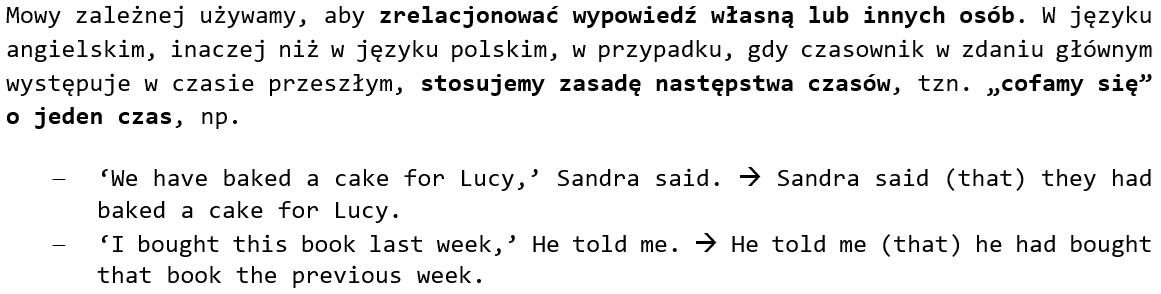 Mowy zależnej używamy, aby zrelacjonować wypowiedź własną lub innych osób. W języku
angielskim, inaczej niż w języku polskim, w przypadku, gdy czasownik w zdaniu głównym
występuje w czasie przeszłym, stosujemy zasadę następstwa czasów, tzn. „cofamy się”
o jeden czas, np.
– ‘We have baked a cake for Lucy,’ Sandra said. → Sandra said (that) they had
baked a cake for Lucy.
– ‘I bought this book last week,’ He told me. → He told me (that) he had bought
that book the previous week.